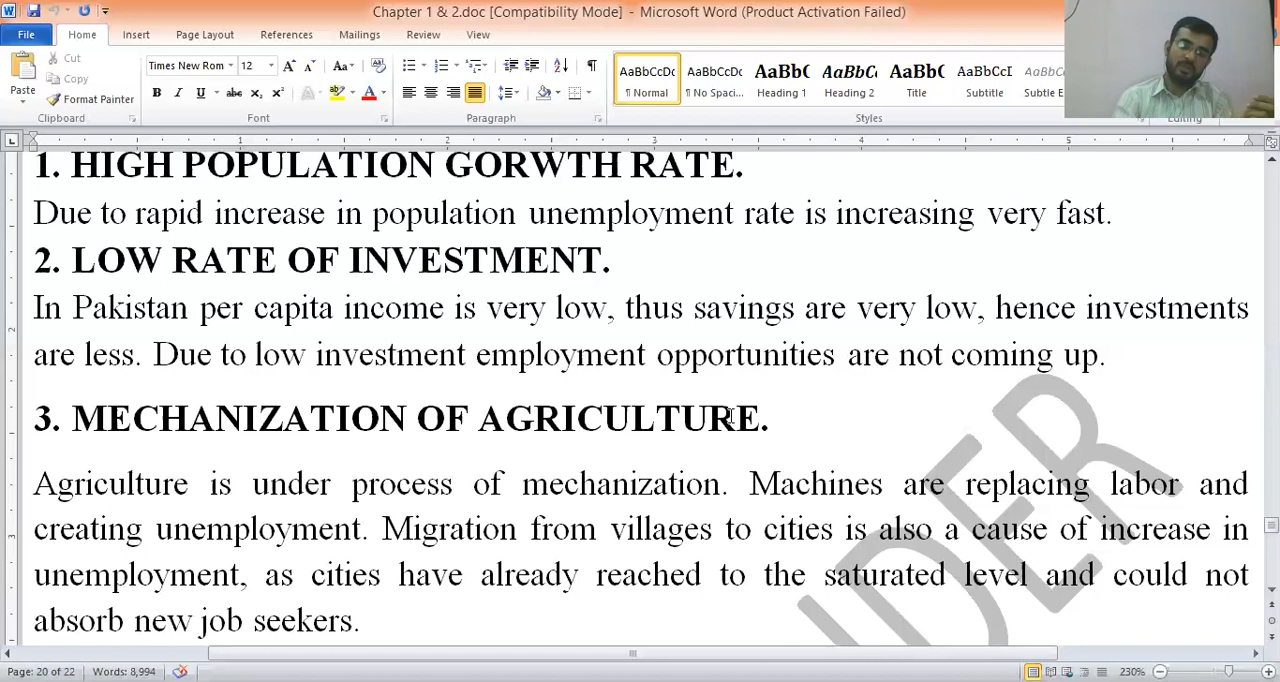 Chapter 1 & 2.doc [Compatibility Mode] - Microsoft Word (Product Activation Failed)
File Home Insert Page Layout References Mailings Review View
Paste Cut Copy Format Painter
Clipboard
Times New Rom 12
Font
Paragraph
AaBbCcDc AaBbCcDc AaBbC AaBbC AaBb( AaBbCcI
¶ Normal ¶ No Spaci... Heading 1 Heading 2 Title Subtitle Subtle E
Styles
Editing
1. HIGH POPULATION GORWTH RATE.
Due to rapid increase in population unemployment rate is increasing very fast.
2. LOW RATE OF INVESTMENT.
In Pakistan per capita income is very low, thus savings are very low, hence investments
are less. Due to low investment employment opportunities are not coming up.
3. MECHANIZATION OF AGRICULTURE.
Agriculture is under process of mechanization. Machines are replacing labor and
creating unemployment. Migration from villages to cities is also a cause of increase in
unemployment, as cities have already reached to the saturated level and could not
absorb new job seekers.
DER
Page: 20 of 22 Words: 8,994 230%